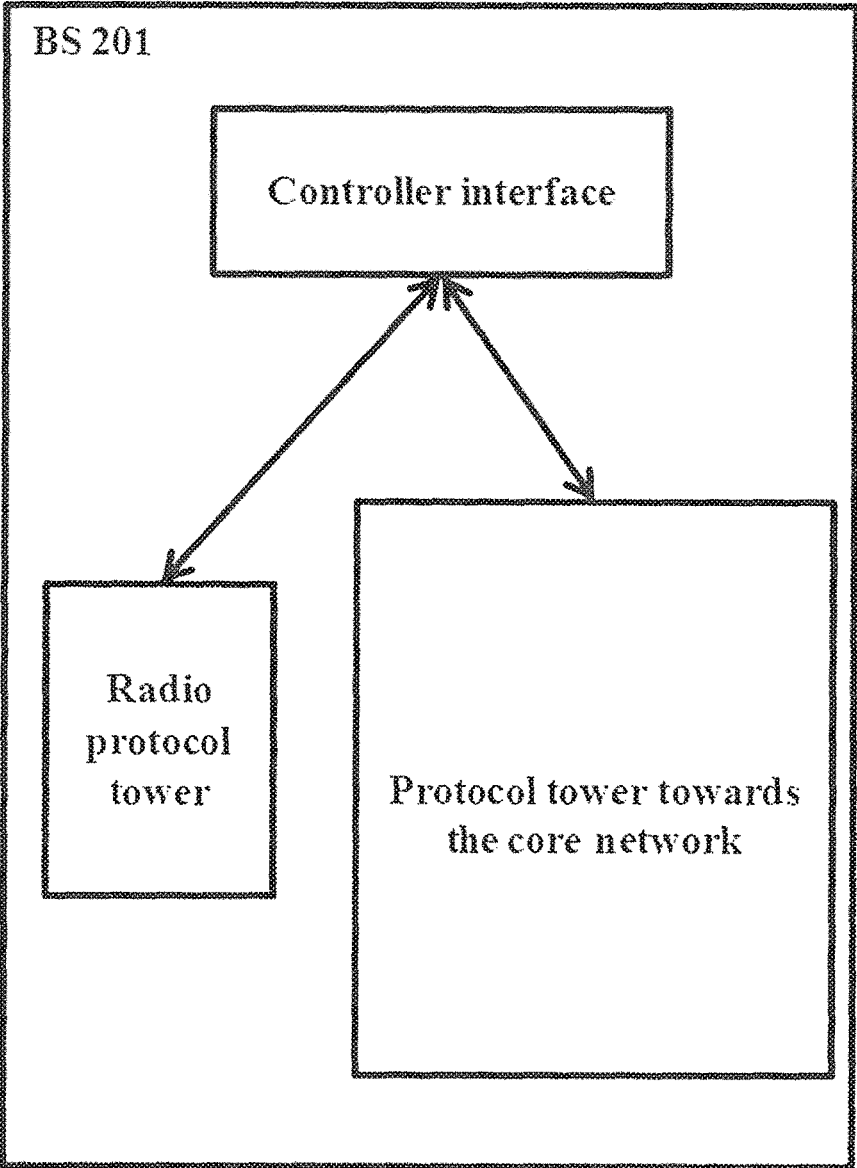 BS 201
Controller interface
Radio
protocol
tower
Protocol tower towards
the core network